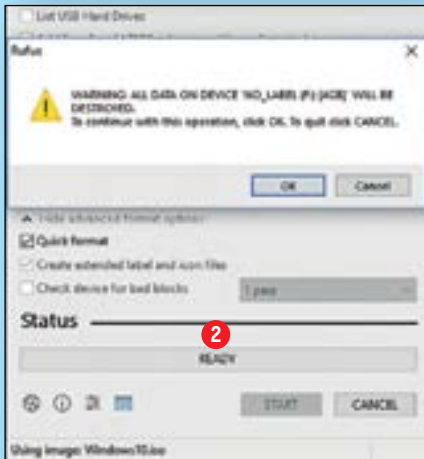 List USB Hard Drives
Rufus
WARNING: ALL DATA ON DEVICE 'NO_LABEL (F:) [4GB]' WILL BE
DESTROYED.
To continue with this operation, click OK. To quit click CANCEL.
OK Cancel
Hide advanced format options
Quick format
Create extended label and icon files
Check device for bad blocks 1 pass
Status
2
READY
START CANCEL
Using image: Windows10.iso